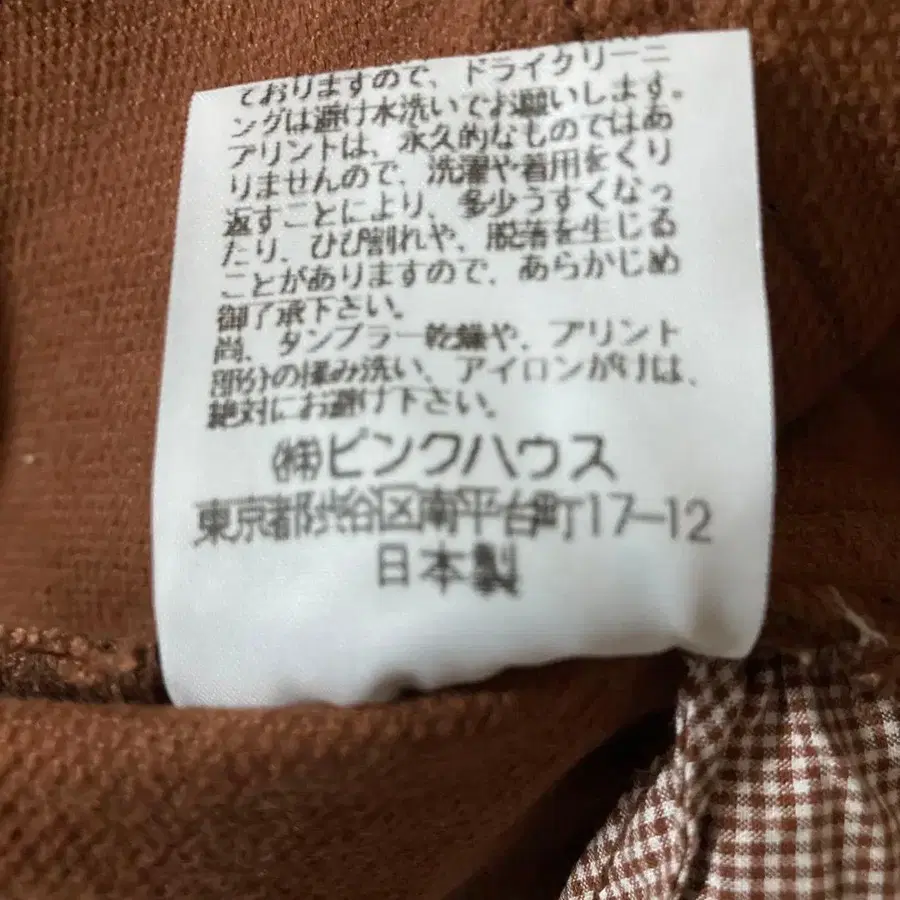 ておりますので、ドライクリーニ
ングは避け水洗いでお願いします。
プリントは、永久的なものではあ
りませんので、洗濯や着用をくり
返すことにより、多少うすくなっ
たり、ひび割れや、脱落を生じる
ことがありますので、あらかじめ
御了承下さい。
尚、タンブラー乾燥や、プリント
部分の揉み洗い、アイロンがけは、
絶対にお避け下さい。
㈱ピンクハウス
東京都渋谷区南平台町17-12
日本製